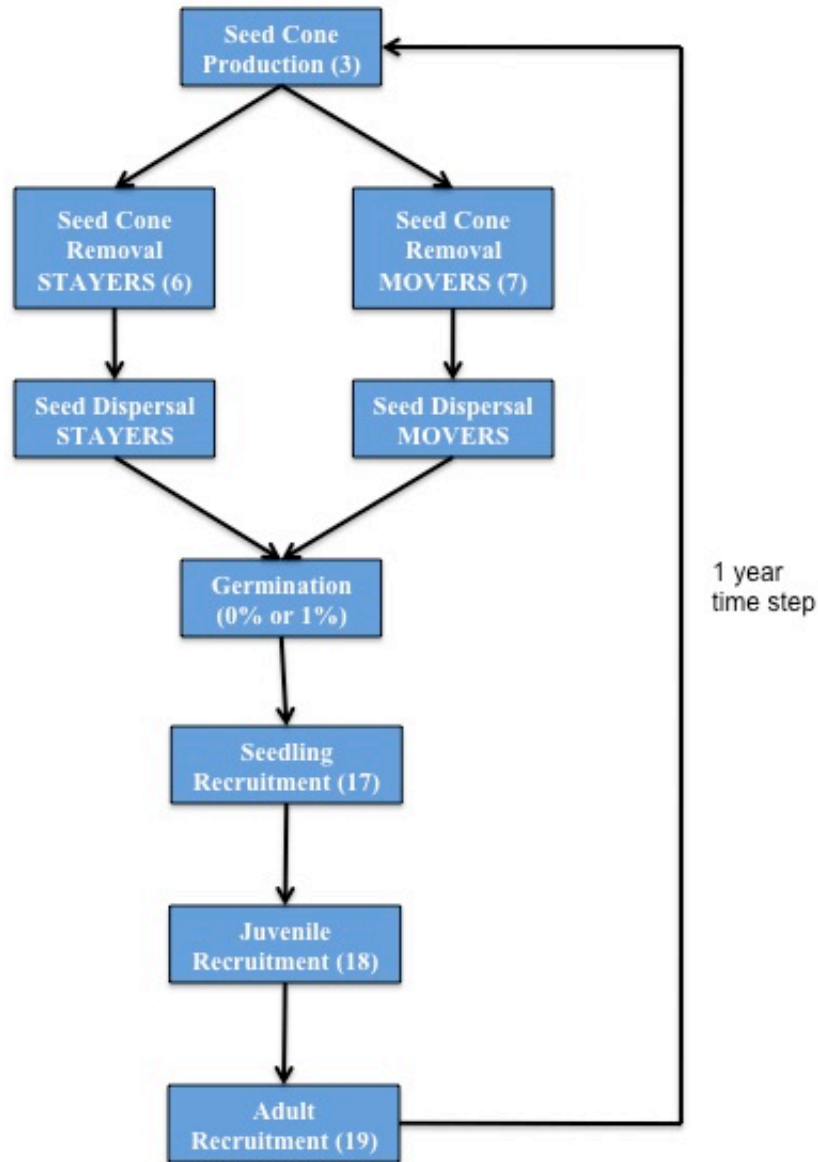 Seed Cone
Production (3)
Seed Cone
Removal
STAYERS (6)
Seed Cone
Removal
MOVERS (7)
Seed Dispersal
STAYERS
Seed Dispersal
MOVERS
Germination
(0% or 1%)
1 year
time step
Seedling
Recruitment (17)
Juvenile
Recruitment (18)
Adult
Recruitment (19)